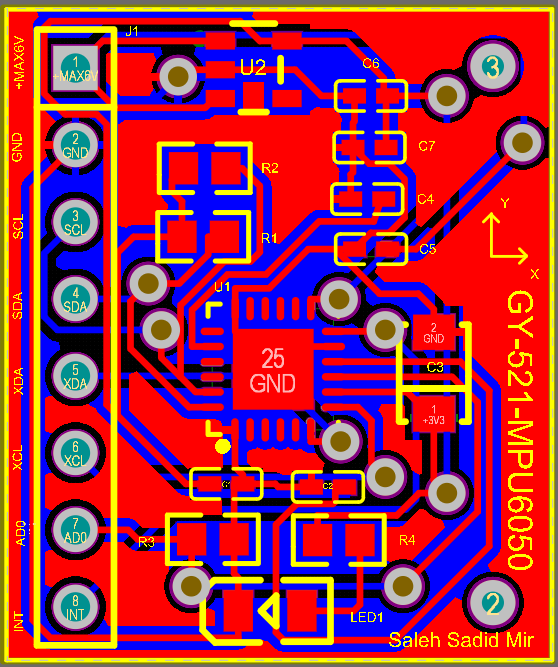 J1
+MAX6V
1
+MAX6V
U2
C6
3
GND
2
GND
C7
R2
C4
SCL
3
SCL
R1
C5
Y
X
U1
SDA
4
SDA
2
GND
25
GND
C3
XDA
5
XDA
1
+3V3
GY-521-MPU6050
XCL
6
XCL
C1
C2
AD0
7
AD0
R3
R4
INT
8
INT
LED1
2
Saleh Sadid Mir